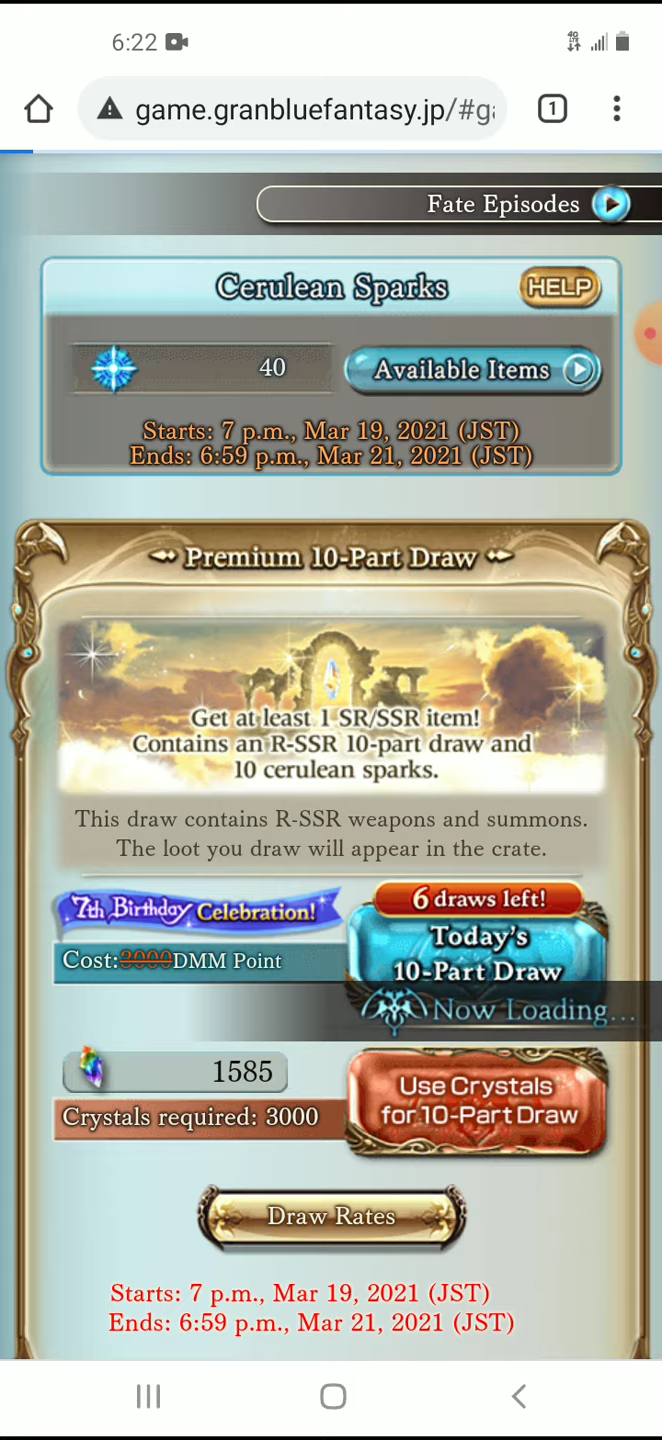 6:22
4G
LTE
game.granbluefantasy.jp/#ga
1
Fate Episodes
Cerulean Sparks
HELP
40
Available Items
Starts: 7 p.m., Mar 19, 2021 (JST)
Ends: 6:59 p.m., Mar 21, 2021 (JST)
Premium 10-Part Draw
Get at least 1 SR/SSR item!
Contains an R-SSR 10-part draw and
10 cerulean sparks.
This draw contains R-SSR weapons and summons.
The loot you draw will appear in the crate.
7th Birthday Celebration!
6 draws left!
Cost:3000DMM Point
Today's
10-Part Draw
Now Loading...
1585
Crystals required: 3000
Use Crystals
for 10-Part Draw
Draw Rates
Starts: 7 p.m., Mar 19, 2021 (JST)
Ends: 6:59 p.m., Mar 21, 2021 (JST)